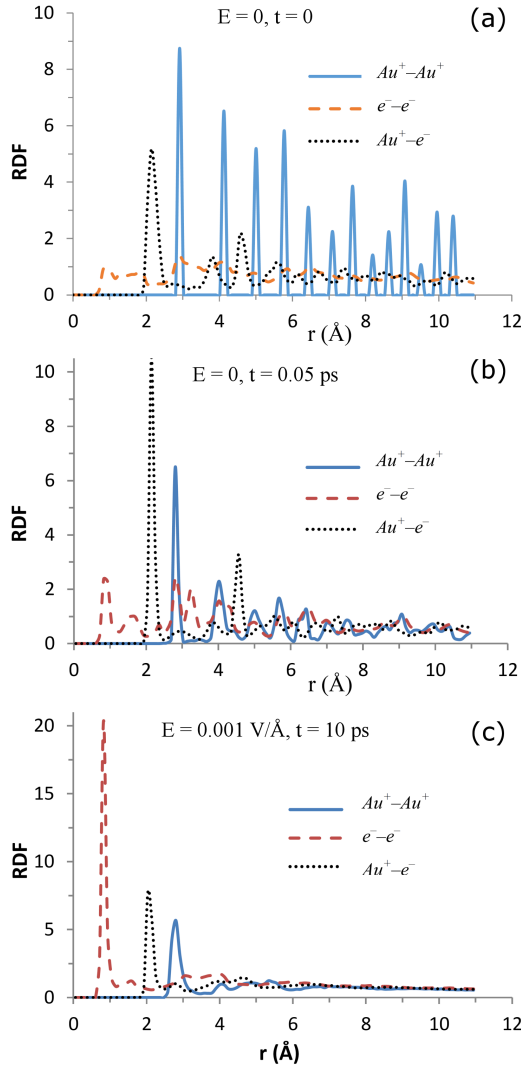 E = 0, t = 0
(a)
10
8
6
4
2
0
RDF
Au⁺–Au⁺
e⁻–e⁻
Au⁺–e⁻
0 2 4 6 8 10 12
r (Å)
E = 0, t = 0.05 ps
(b)
10
8
6
4
2
0
RDF
Au⁺–Au⁺
e⁻–e⁻
Au⁺–e⁻
0 2 4 6 8 10 12
r (Å)
E = 0.001 V/Å, t = 10 ps
(c)
20
15
10
5
0
RDF
Au⁺–Au⁺
e⁻–e⁻
Au⁺–e⁻
0 2 4 6 8 10 12
r (Å)